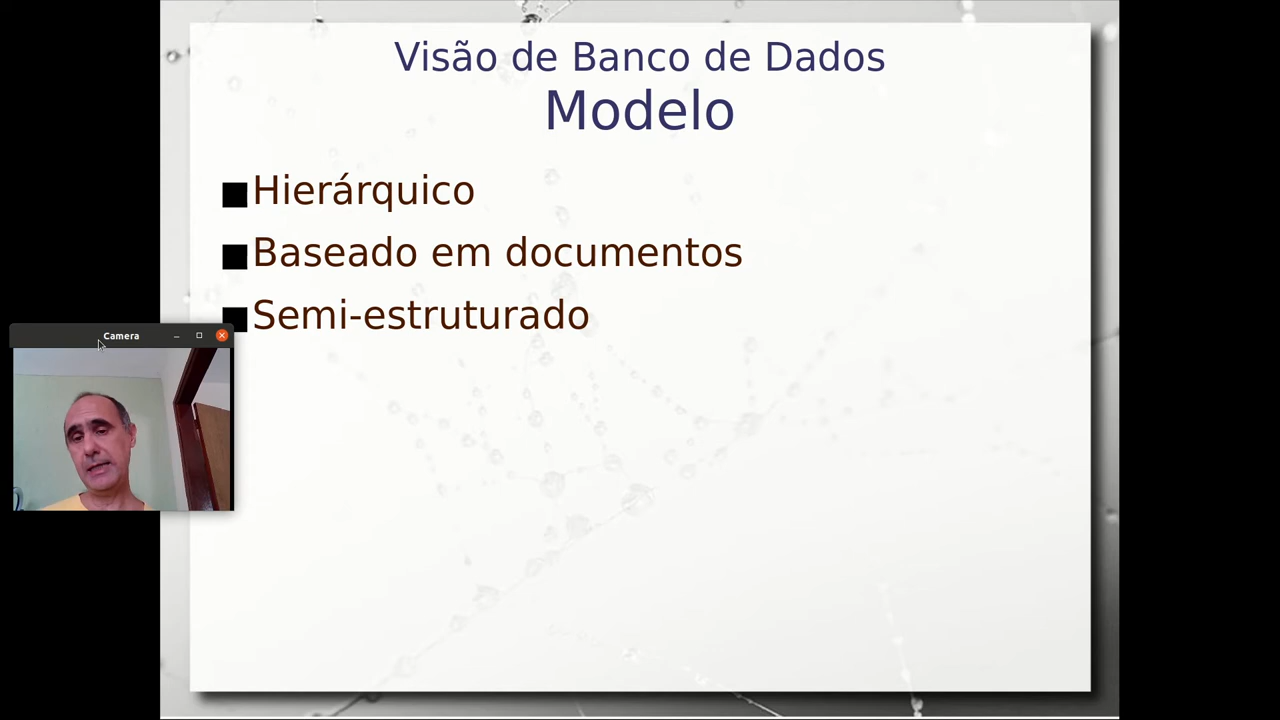 Visão de Banco de Dados
Modelo
Hierárquico
Baseado em documentos
Semi-estruturado
Camera